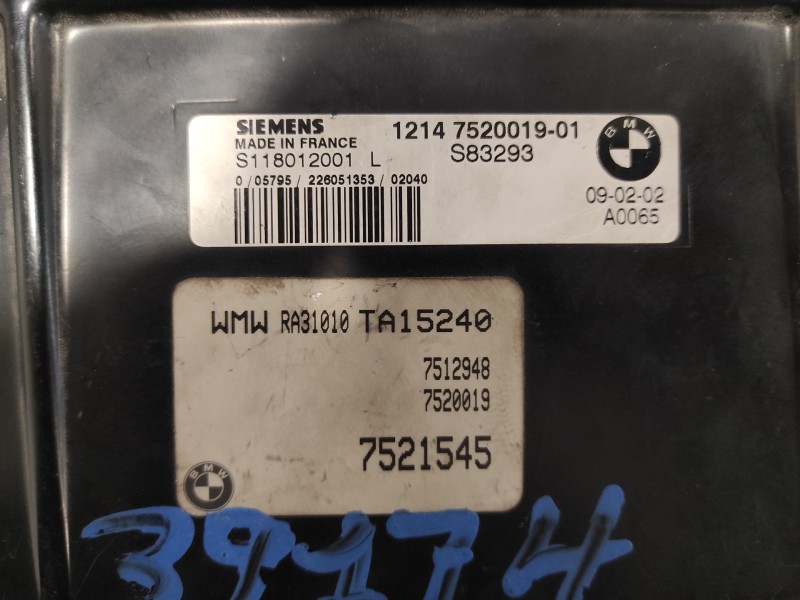 SIEMENS
MADE IN FRANCE
S118012001 L
1214 7520019-01
S83293
BMW
0 / 05795 / 226051353 / 02040
09-02-02
A0065
WMW RA31010 TA15240
7512948
7520019
7521545
BMW